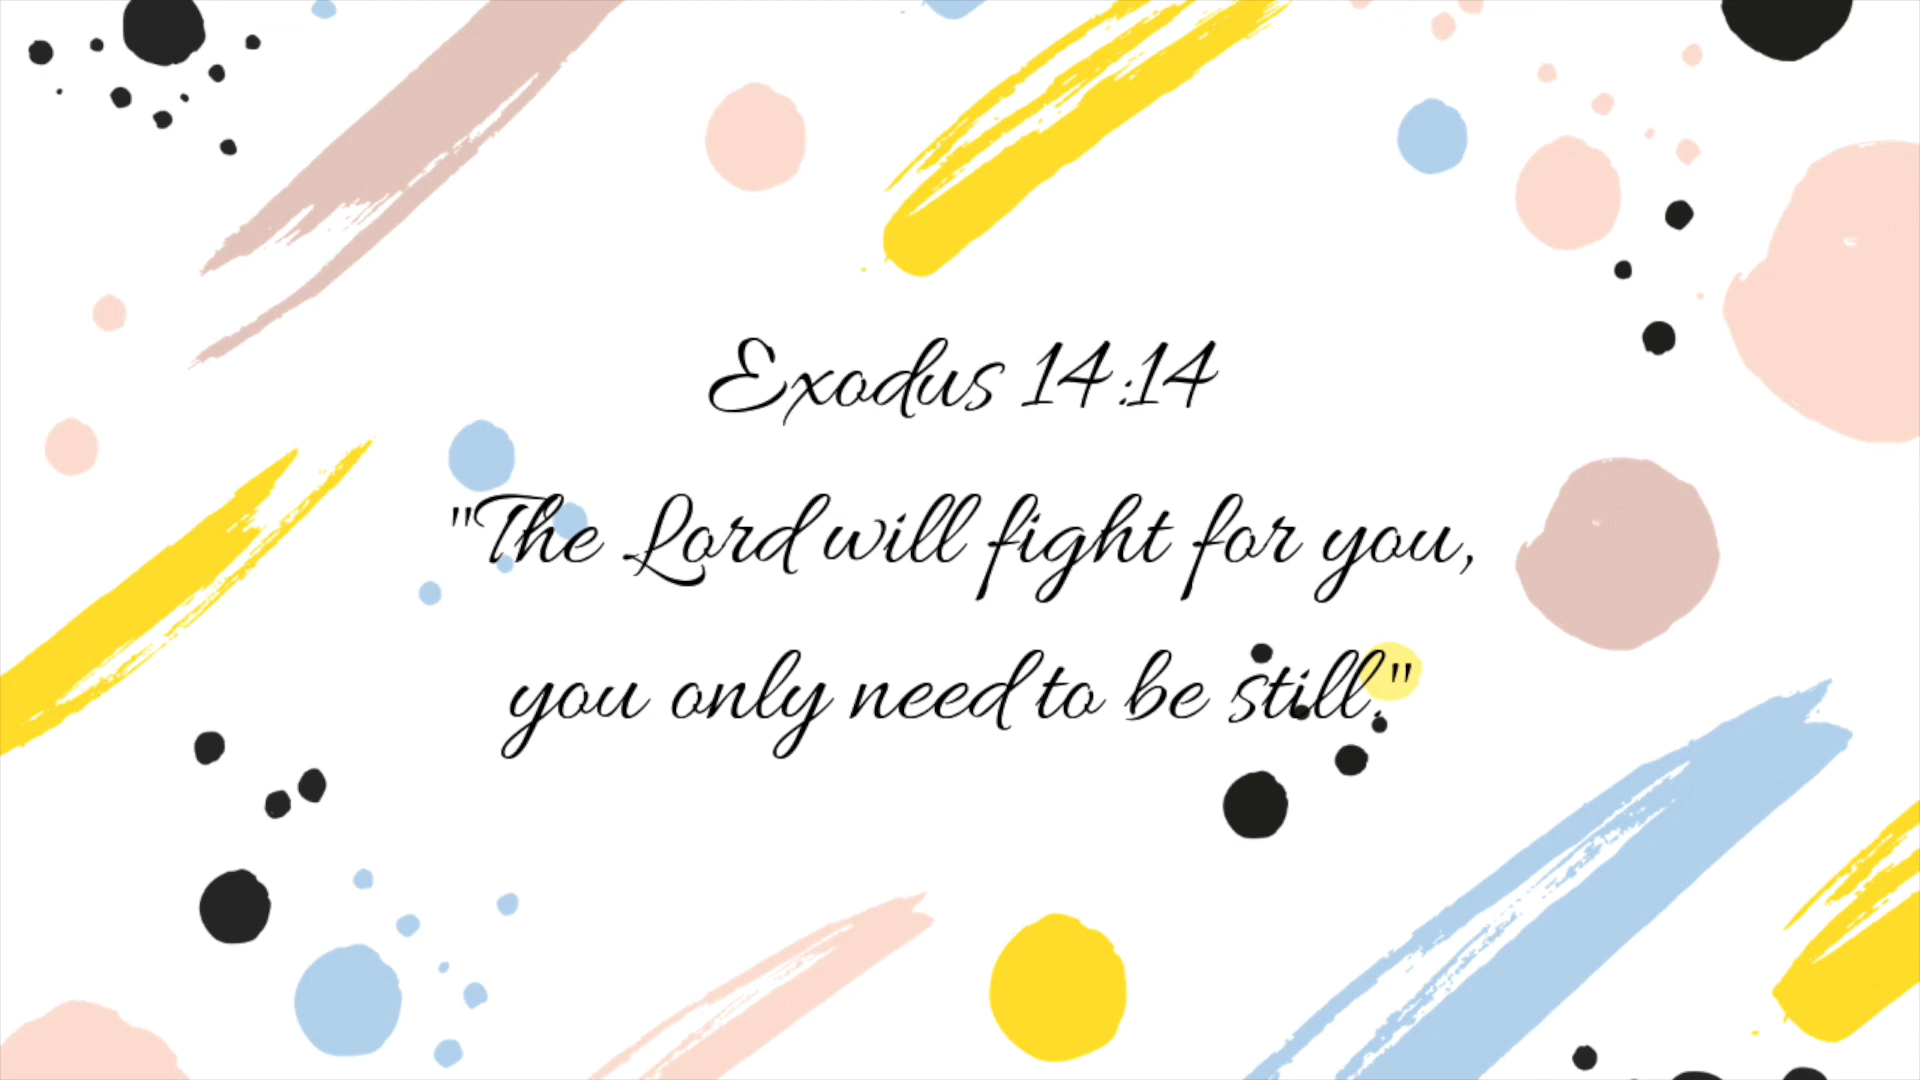 Exodus 14:14
"The Lord will fight for you,
you only need to be still."